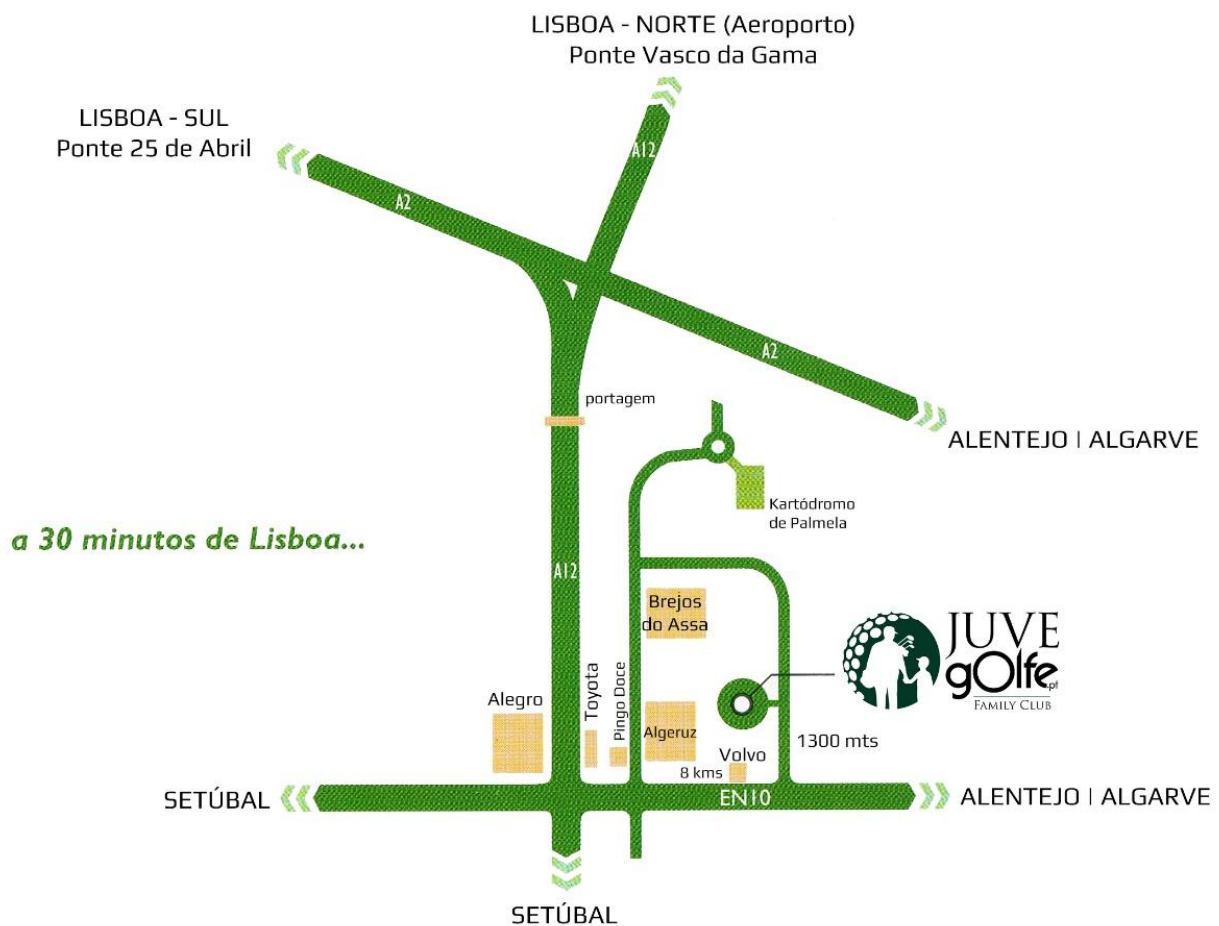 LISBOA - NORTE (Aeroporto)
Ponte Vasco da Gama
LISBOA - SUL
Ponte 25 de Abril
A12
A2
A2
portagem
ALENTEJO | ALGARVE
Kartódromo
de Palmela
a 30 minutos de Lisboa...
A12
Brejos
do Assa
JUVE
gOlfe.pt
FAMILY CLUB
Alegro
Toyota
Pingo Doce
Algeruz
1300 mts
Volvo
8 kms
SETÚBAL
EN10
ALENTEJO | ALGARVE
SETÚBAL